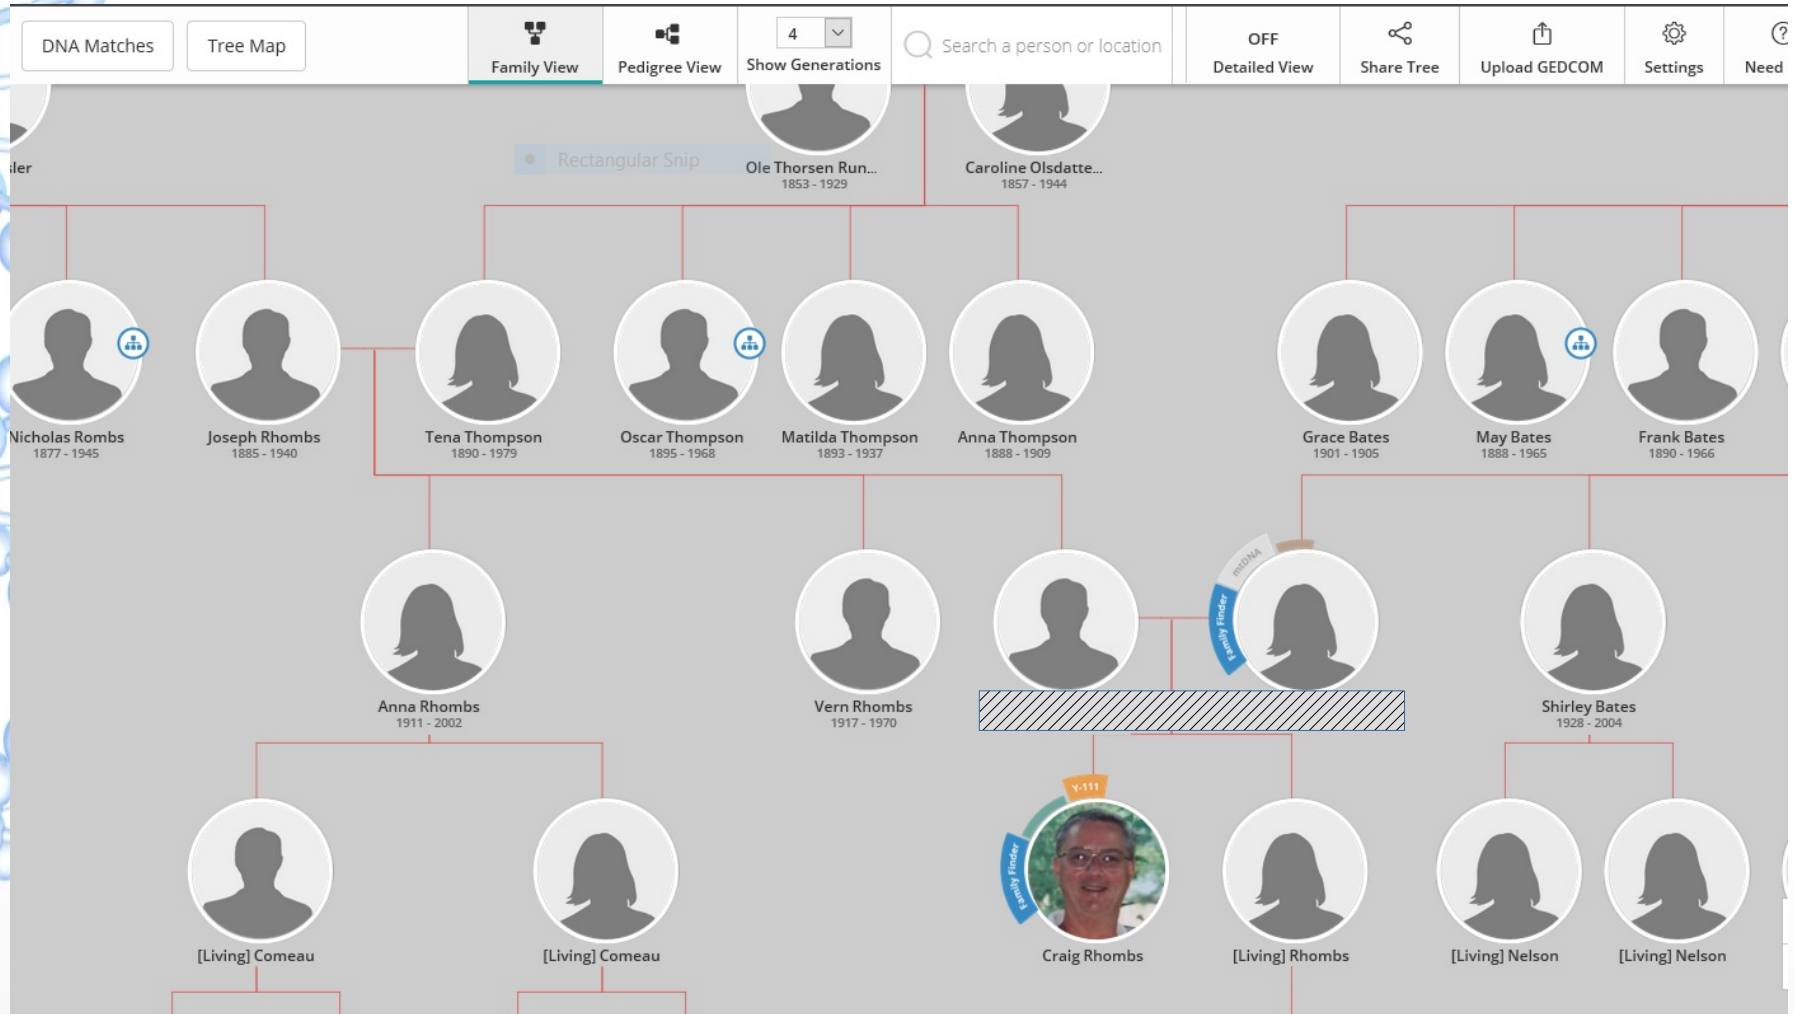 DNA Matches
Tree Map
Family View
Pedigree View
4
Show Generations
Search a person or location
OFF
Detailed View
Share Tree
Upload GEDCOM
Settings
Need
Rectangular Snip
sler
Ole Thorsen Run...
1853 - 1929
Caroline Olsdatte...
1857 - 1944
Nicholas Rombs
1877 - 1945
Joseph Rhombs
1885 - 1940
Tena Thompson
1890 - 1979
Oscar Thompson
1895 - 1968
Matilda Thompson
1893 - 1937
Anna Thompson
1888 - 1909
Grace Bates
1901 - 1905
May Bates
1888 - 1965
Frank Bates
1890 - 1966
mtDNA
Family Finder
Anna Rhombs
1911 - 2002
Vern Rhombs
1917 - 1970
Shirley Bates
1928 - 2004
Y-111
Family Finder
[Living] Comeau
[Living] Comeau
Craig Rhombs
[Living] Rhombs
[Living] Nelson
[Living] Nelson